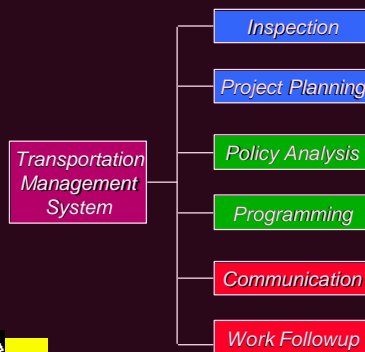 Inspection
Project Planning
Transportation
Management
System
Policy Analysis
Programming
Communication
Work Followup